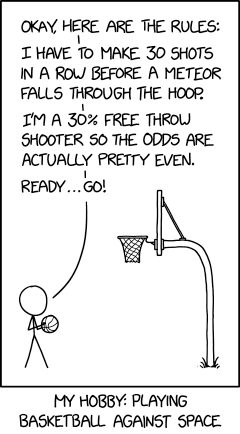 OKAY, HERE ARE THE RULES:
I HAVE TO MAKE 30 SHOTS
IN A ROW BEFORE A METEOR
FALLS THROUGH THE HOOP.
I'M A 30% FREE THROW
SHOOTER SO THE ODDS ARE
ACTUALLY PRETTY EVEN.
READY...GO!
MY HOBBY: PLAYING
BASKETBALL AGAINST SPACE